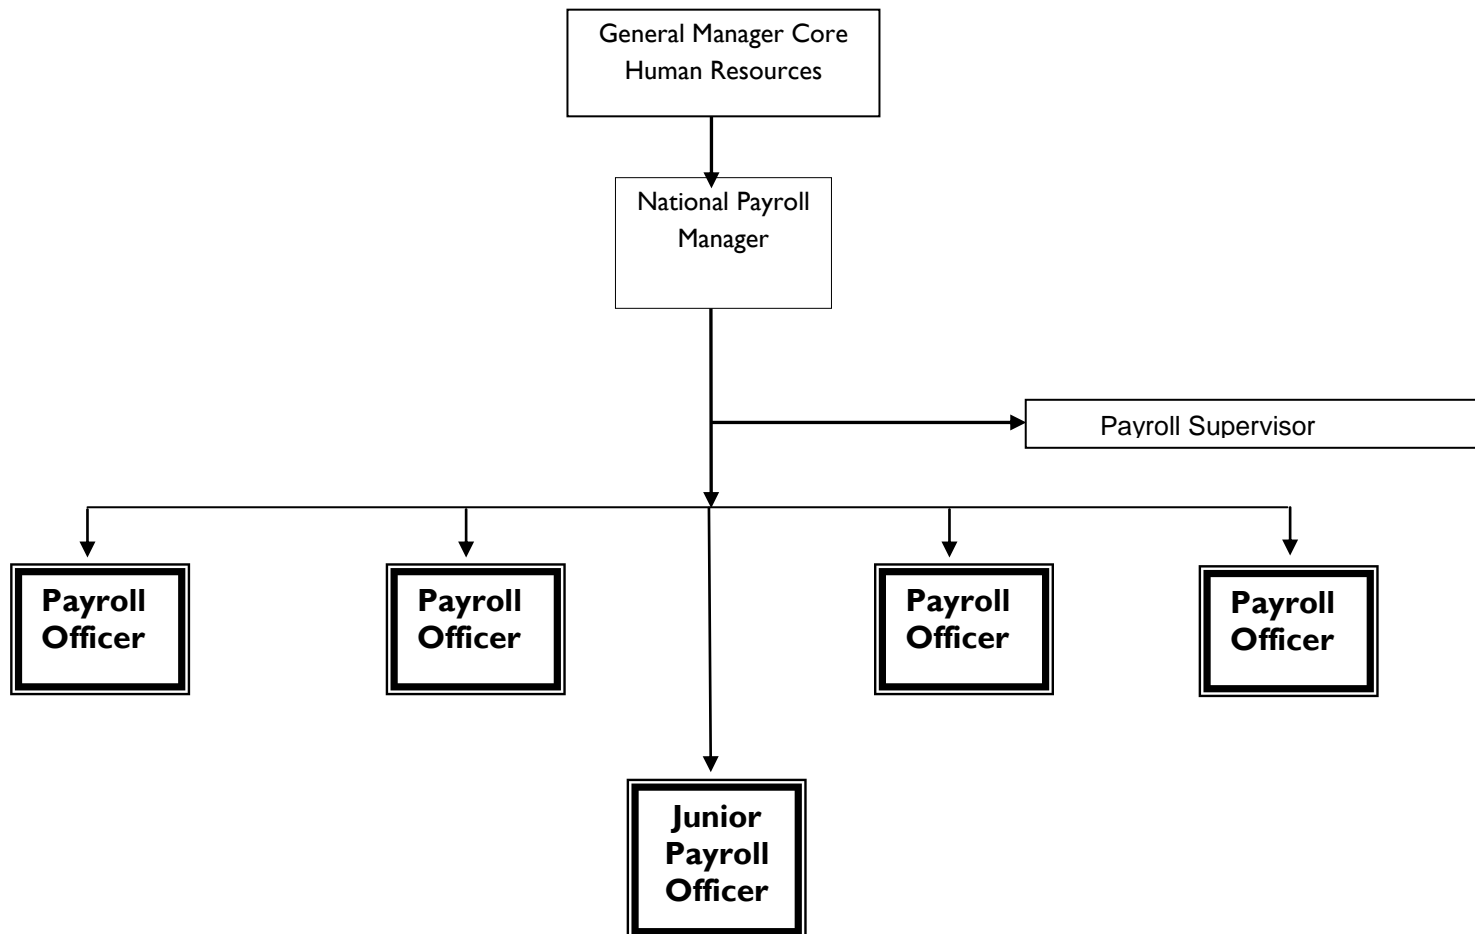 General Manager Core
Human Resources
National Payroll
Manager
Payroll Supervisor
Payroll
Officer
Payroll
Officer
Payroll
Officer
Payroll
Officer
Junior
Payroll
Officer